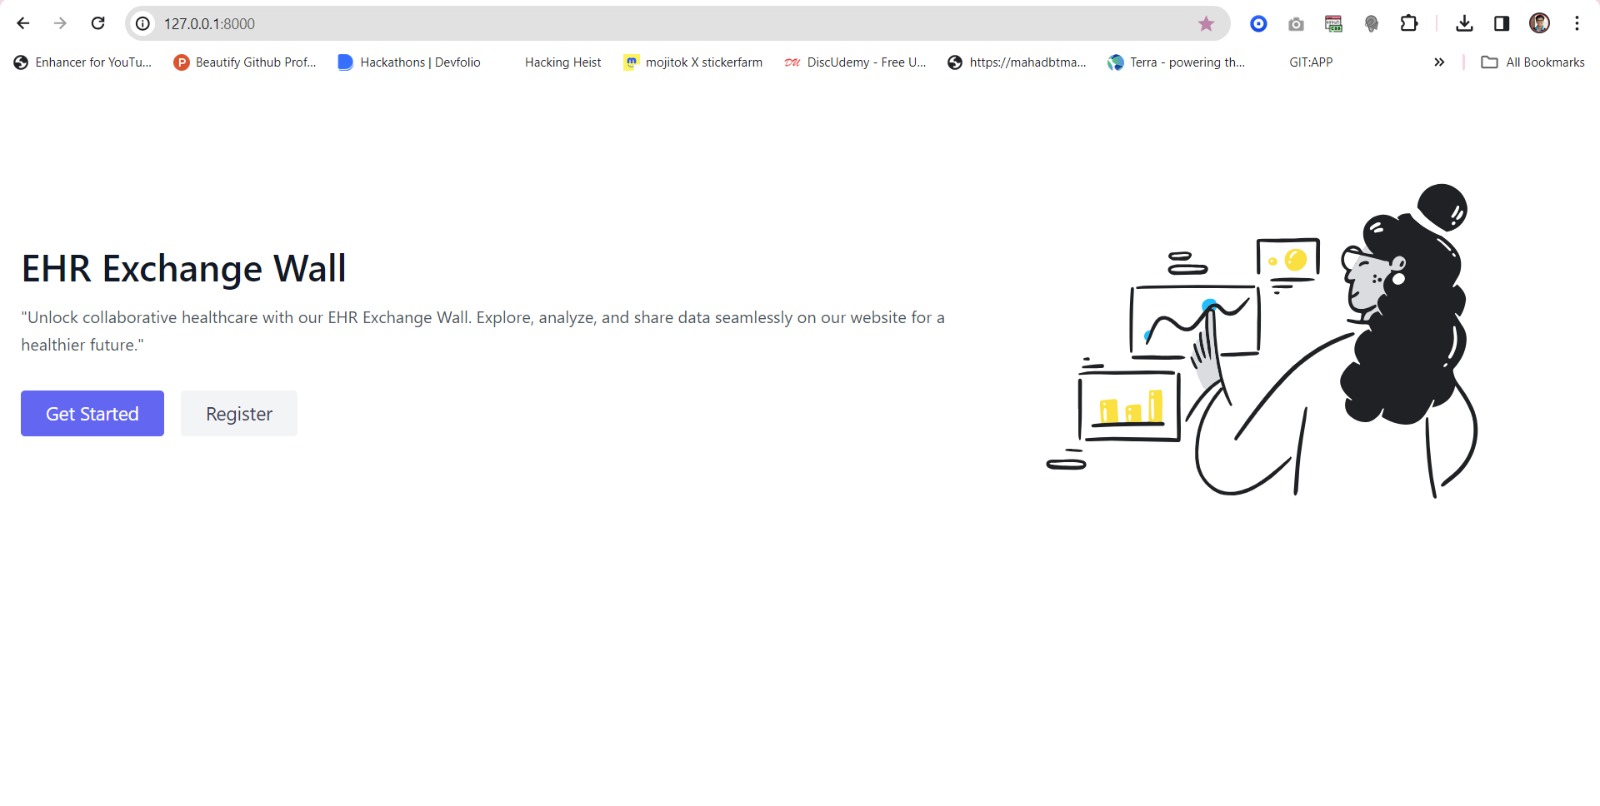 127.0.0.1:8000
Enhancer for YouTu... Beautify Github Prof... Hackathons | Devfolio Hacking Heist mojitok X stickerfarm DiscUdemy - Free U... https://mahadbtma... Terra - powering th... GIT:APP » All Bookmarks
EHR Exchange Wall
"Unlock collaborative healthcare with our EHR Exchange Wall. Explore, analyze, and share data seamlessly on our website for a
healthier future."
Get Started Register